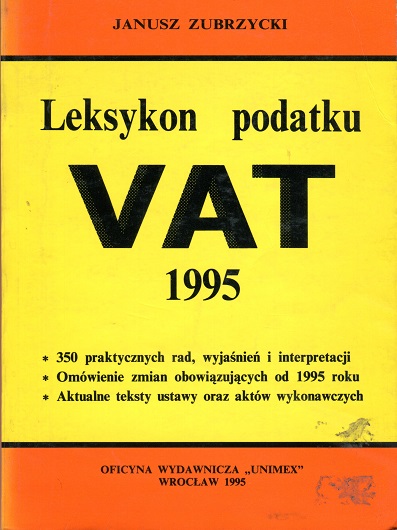 JANUSZ ZUBRZYCKI
Leksykon podatku
VAT
1995
* 350 praktycznych rad, wyjaśnień i interpretacji
* Omówienie zmian obowiązujących od 1995 roku
* Aktualne teksty ustawy oraz aktów wykonawczych
OFICYNA WYDAWNICZA „UNIMEX”
WROCŁAW 1995